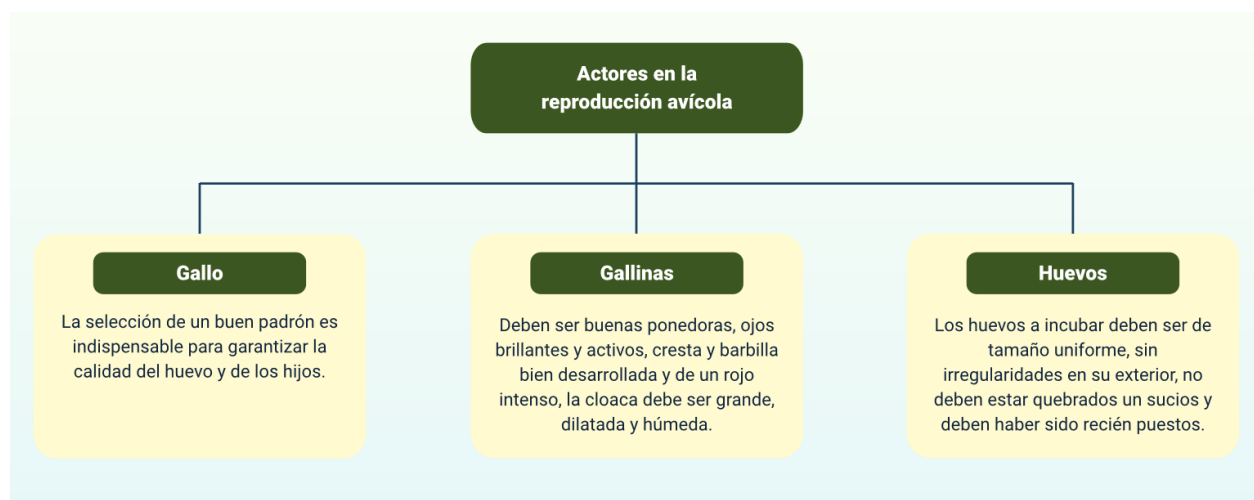 Actores en la
reproducción avícola
Gallo
La selección de un buen padrón es
indispensable para garantizar la
calidad del huevo y de los hijos.
Gallinas
Deben ser buenas ponedoras, ojos
brillantes y activos, cresta y barbilla
bien desarrollada y de un rojo
intenso, la cloaca debe ser grande,
dilatada y húmeda.
Huevos
Los huevos a incubar deben ser de
tamaño uniforme, sin
irregularidades en su exterior, no
deben estar quebrados un sucios y
deben haber sido recién puestos.